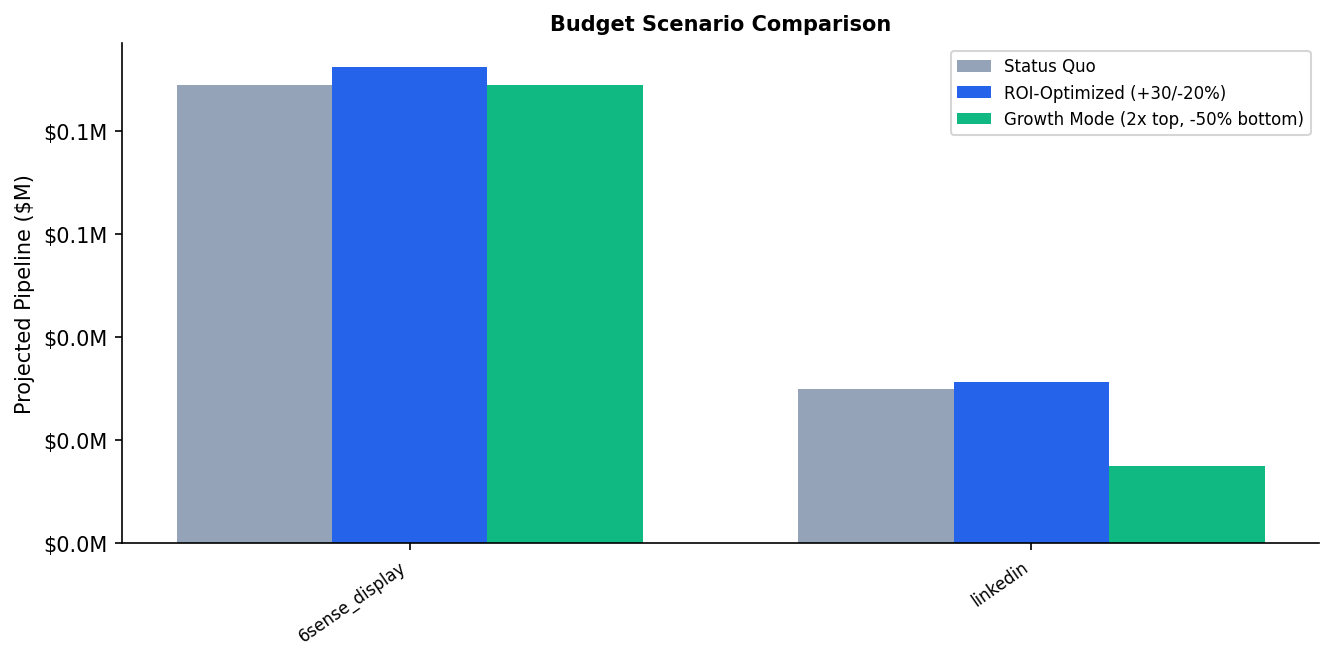 Budget Scenario Comparison
Status Quo
ROI-Optimized (+30/-20%)
Growth Mode (2x top, -50% bottom)
Projected Pipeline ($M)
$0.1M
$0.1M
$0.0M
$0.0M
$0.0M
6sense_display
linkedin